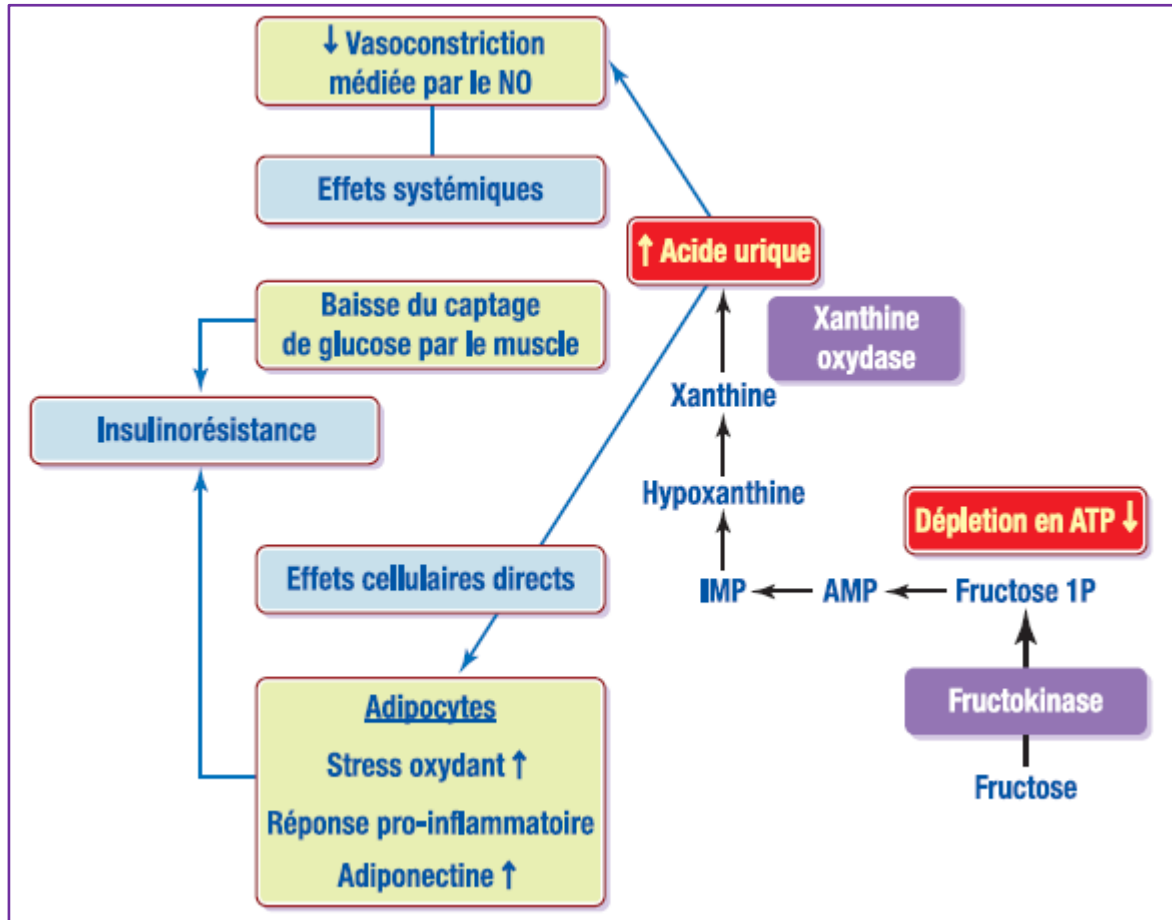 ↓ Vasoconstriction
médiée par le NO
Effets systémiques
↑ Acide urique
Baisse du captage
de glucose par le muscle
Xanthine
oxydase
Xanthine
Insulinorésistance
Hypoxanthine
Dépletion en ATP ↓
Effets cellulaires directs
IMP
AMP
Fructose 1P
Adipocytes
Stress oxydant ↑
Réponse pro-inflammatoire
Adiponectine ↑
Fructokinase
Fructose